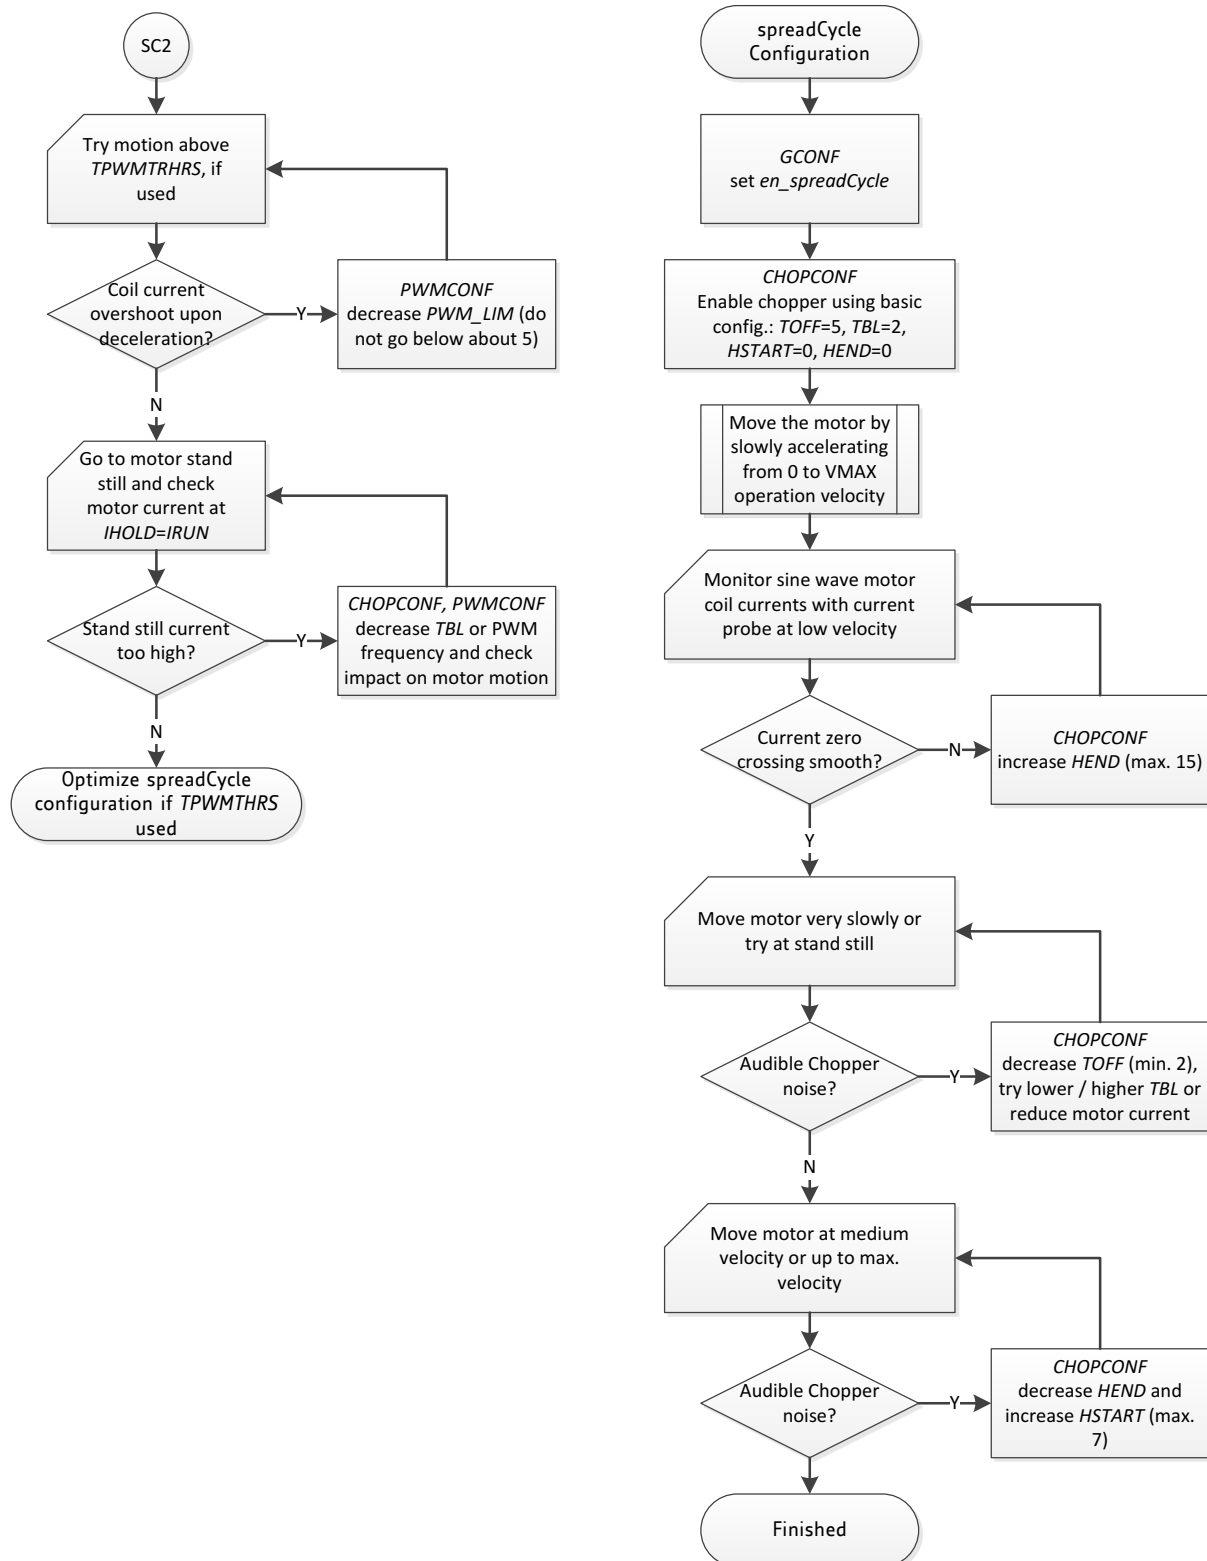 SC2
Try motion above
TPWMTRHRS, if
used
Coil current
overshoot upon
deceleration?
Y
PWMCONF
decrease PWM_LIM (do
not go below about 5)
N
Go to motor stand
still and check
motor current at
IHOLD=IRUN
Stand still current
too high?
Y
CHOPCONF, PWMCONF
decrease TBL or PWM
frequency and check
impact on motor motion
N
Optimize spreadCycle
configuration if TPWMTHRS
used
spreadCycle
Configuration
GCONF
set en_spreadCycle
CHOPCONF
Enable chopper using basic
config.: TOFF=5, TBL=2,
HSTART=0, HEND=0
Move the motor by
slowly accelerating
from 0 to VMAX
operation velocity
Monitor sine wave motor
coil currents with current
probe at low velocity
Current zero
crossing smooth?
N
CHOPCONF
increase HEND (max. 15)
Y
Move motor very slowly or
try at stand still
Audible Chopper
noise?
Y
CHOPCONF
decrease TOFF (min. 2),
try lower / higher TBL or
reduce motor current
N
Move motor at medium
velocity or up to max.
velocity
Audible Chopper
noise?
Y
CHOPCONF
decrease HEND and
increase HSTART (max.
7)
Finished